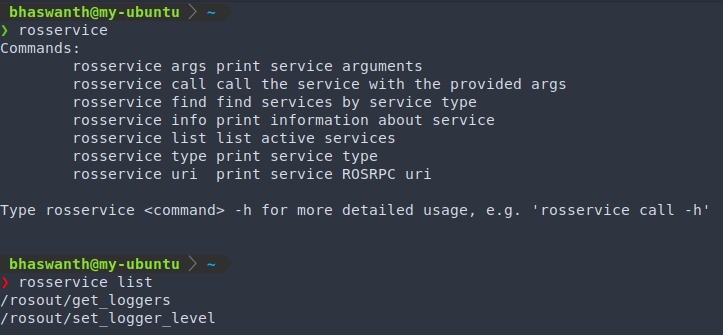 bhaswanth@my-ubuntu ~
❯ rosservice
Commands:
rosservice args print service arguments
rosservice call call the service with the provided args
rosservice find find services by service type
rosservice info print information about service
rosservice list list active services
rosservice type print service type
rosservice uri  print service ROSRPC uri
Type rosservice <command> -h for more detailed usage, e.g. 'rosservice call -h'
bhaswanth@my-ubuntu ~
❯ rosservice list
/rosout/get_loggers
/rosout/set_logger_level